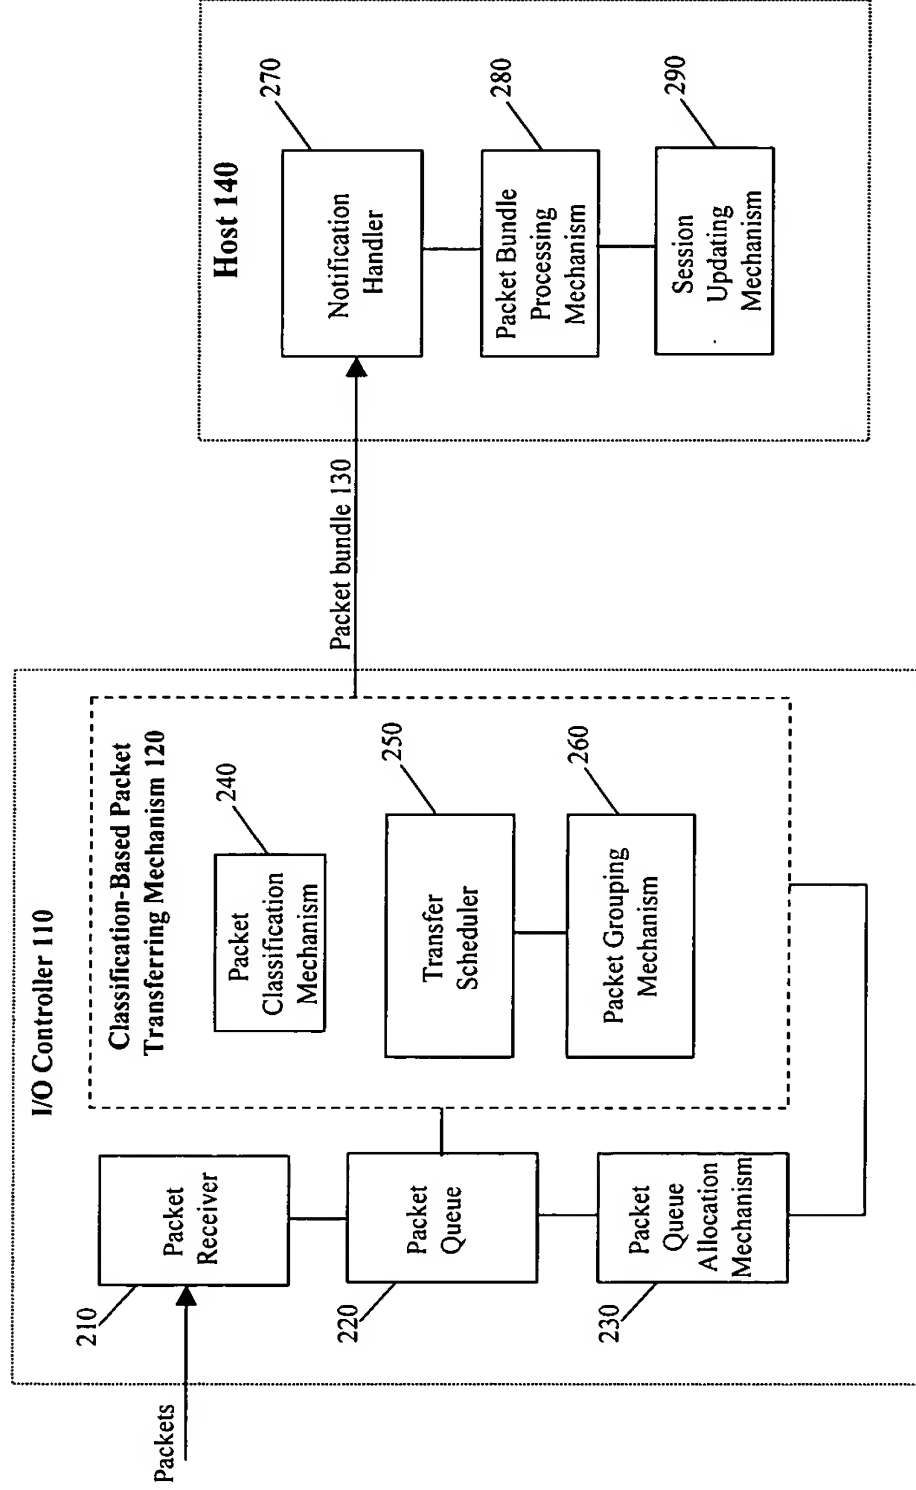 Packets
I/O Controller 110
210
Packet
Receiver
220
Packet
Queue
230
Packet
Queue
Allocation
Mechanism
Classification-Based Packet
Transferring Mechanism 120
240
Packet
Classification
Mechanism
250
Transfer
Scheduler
260
Packet Grouping
Mechanism
Packet bundle 130
Host 140
270
Notification
Handler
280
Packet Bundle
Processing
Mechanism
290
Session
Updating
Mechanism